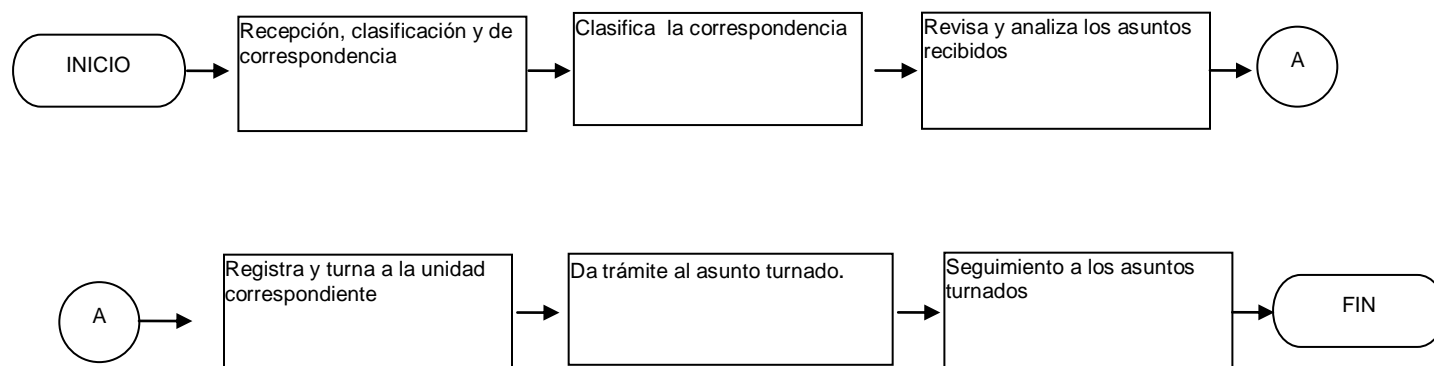 INICIO
Recepción, clasificación y de
correspondencia
Clasifica  la correspondencia
Revisa y analiza los asuntos
recibidos
A
A
Registra y turna a la unidad
correspondiente
Da trámite al asunto turnado.
Seguimiento a los asuntos
turnados
FIN